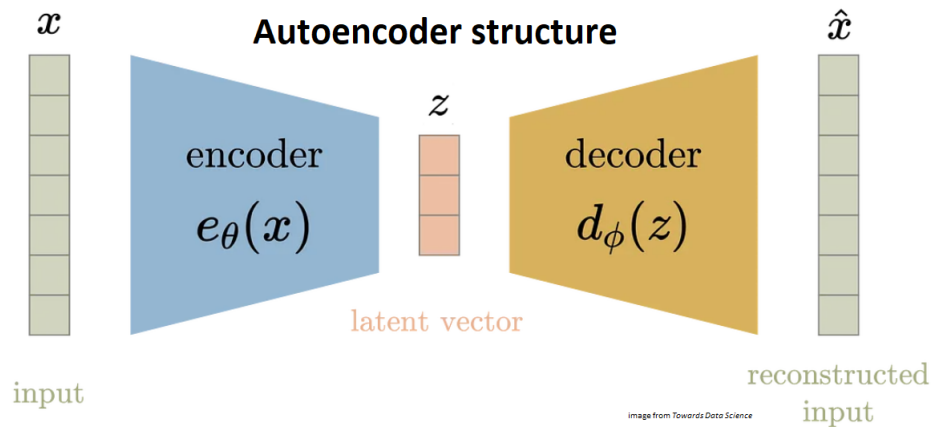 x
Autoencoder structure
x̂
z
encoder
e_θ(x)
decoder
d_ϕ(z)
latent vector
input
reconstructed
input
image from Towards Data Science